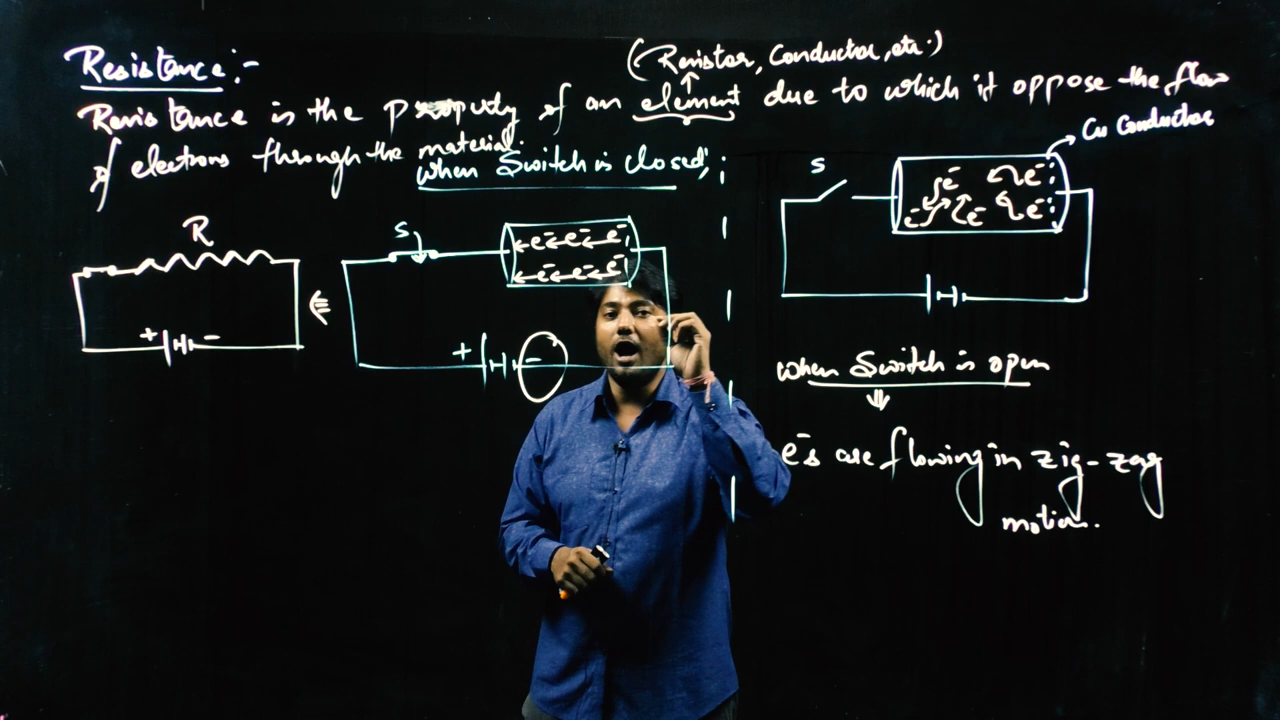 Resistance:-
(Resistor, Conductor, etc.)
Resistance is the property of an element due to which it oppose the flow
of electrons through the material.
Cu Conductor
when Switch is closed;
S
R
S
e- e- e-
e- e- e-
e- e-
e- e- e-
+ -
+ -
when Switch is open
⇓
e-s are flowing in zig-zag
motion.